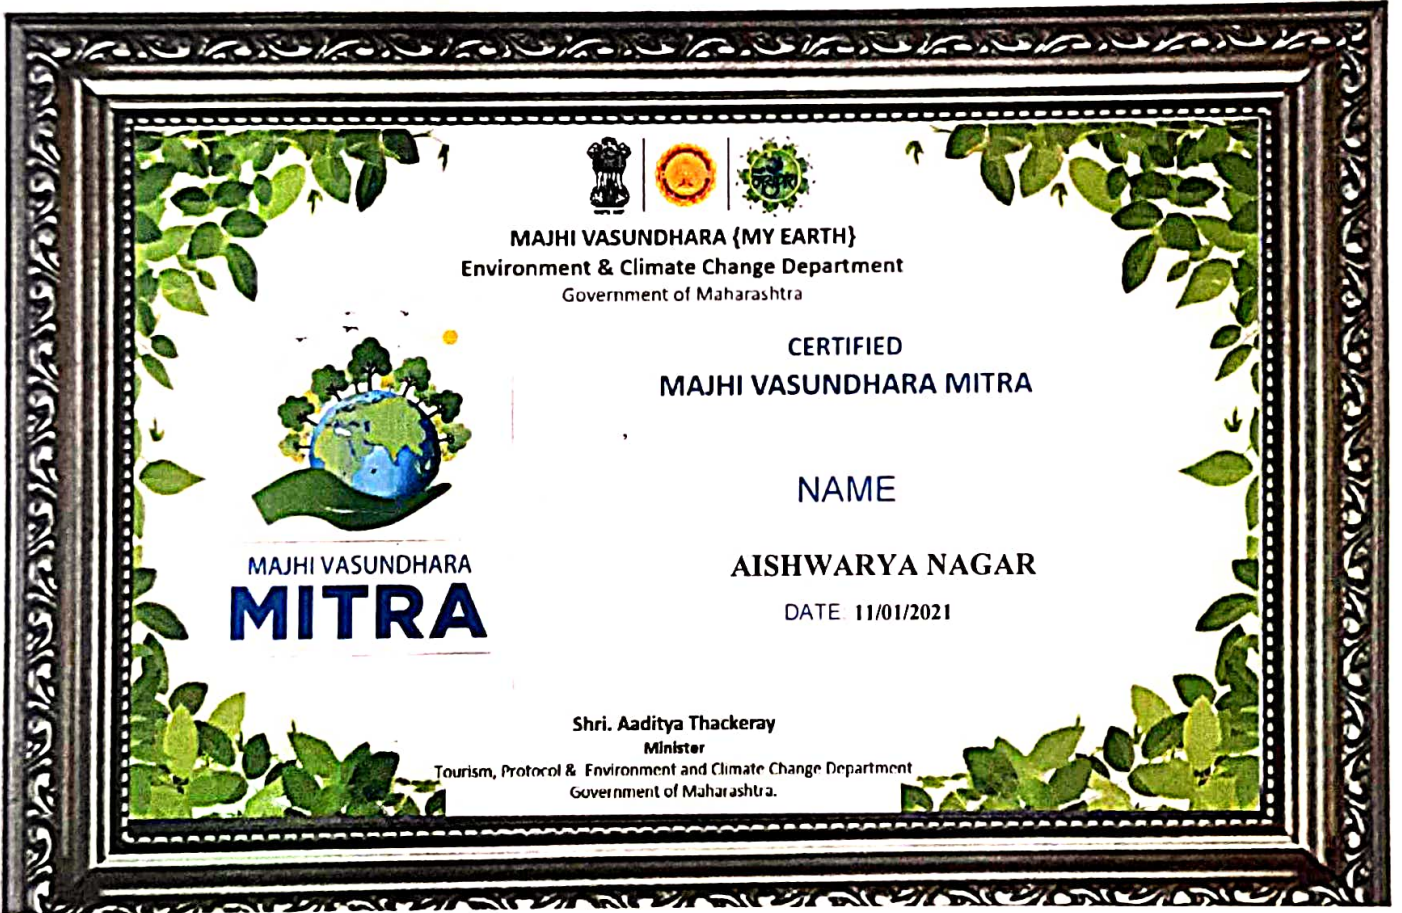 महाराष्ट्र
MAJHI VASUNDHARA {MY EARTH}
Environment & Climate Change Department
Government of Maharashtra
CERTIFIED
MAJHI VASUNDHARA MITRA
NAME
AISHWARYA NAGAR
DATE: 11/01/2021
MAJHI VASUNDHARA
MITRA
Shri. Aaditya Thackeray
Minister
Tourism, Protocol & Environment and Climate Change Department
Government of Maharashtra.